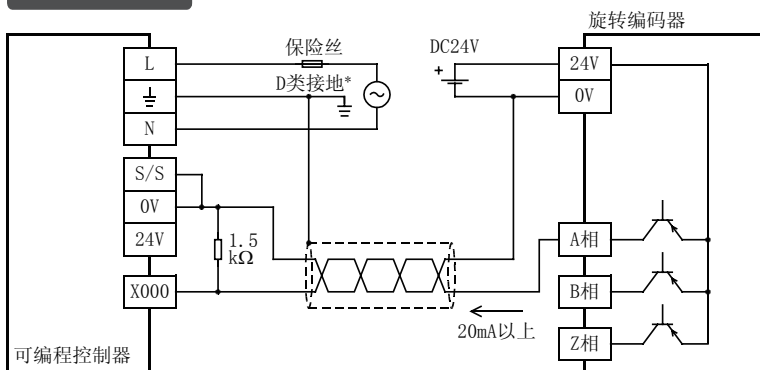 旋转编码器
保险丝
DC24V
L
24V
D类接地*
+
0V
N
S/S
0V
24V
1.5
kΩ
A相
X000
B相
20mA以上
Z相
可编程控制器